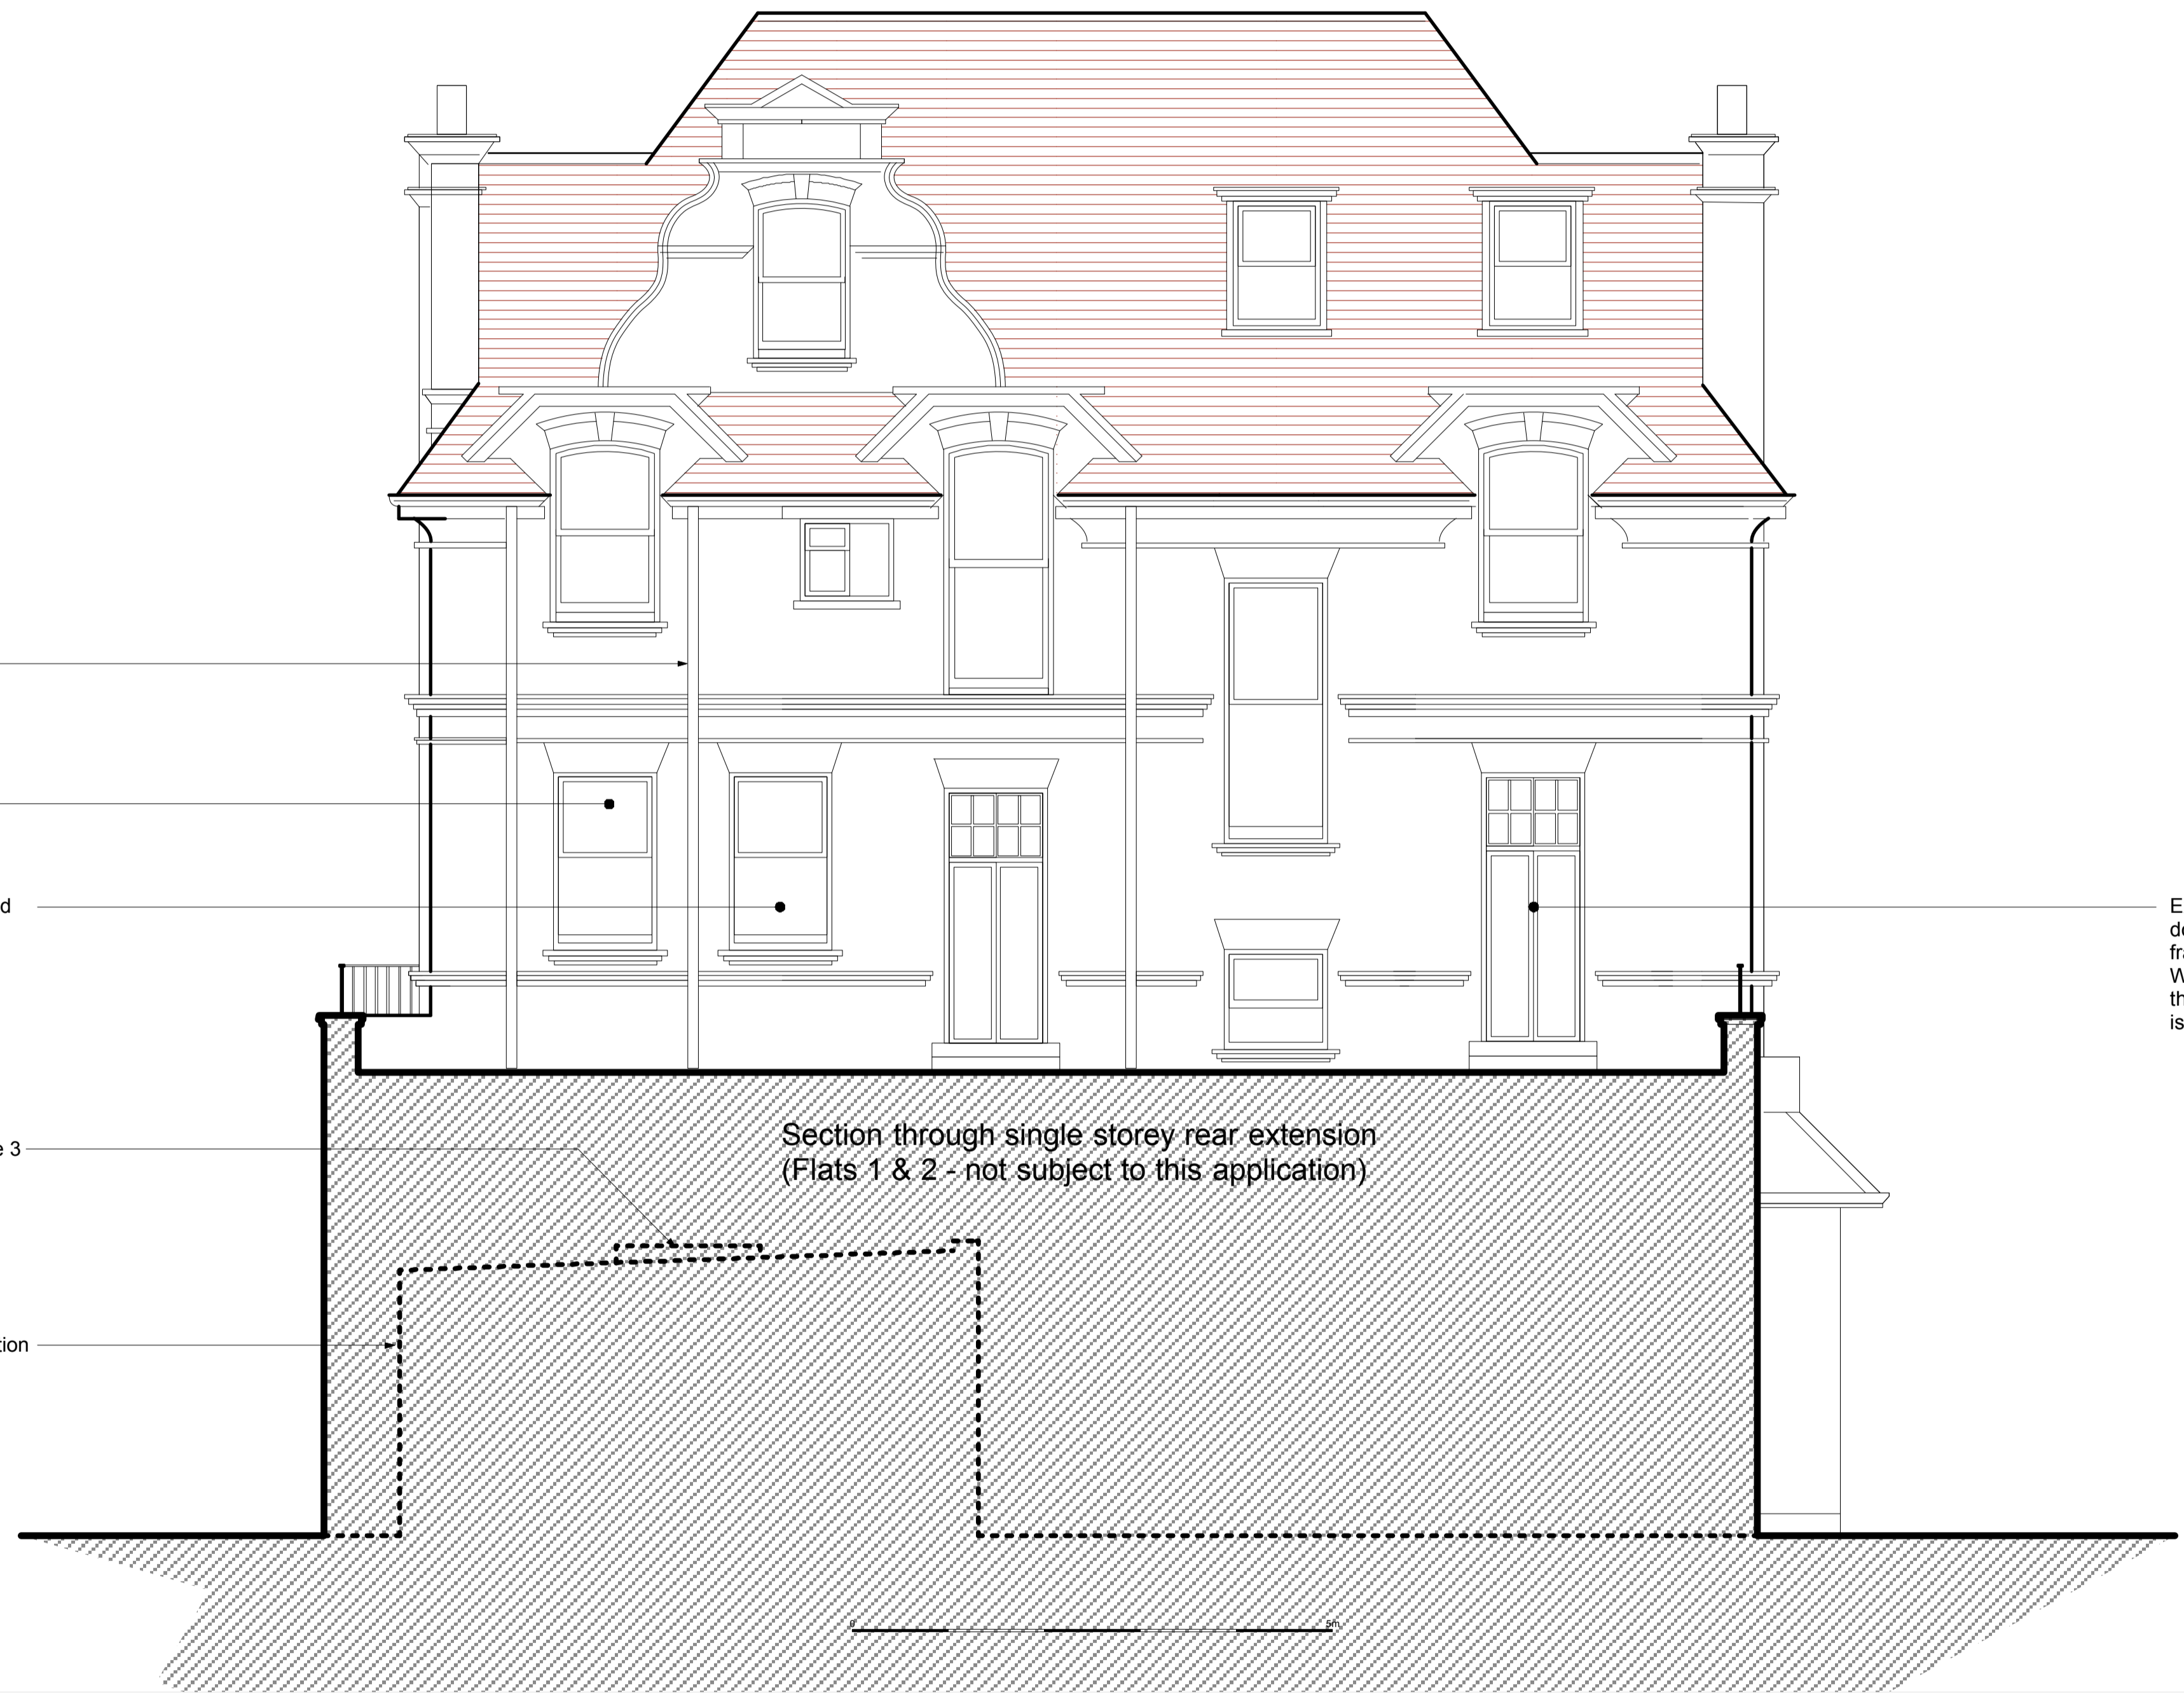 d
e 3
tion
Section through single storey rear extension
(Flats 1 & 2 - not subject to this application)
E
de
fra
W
th
is
0
5m